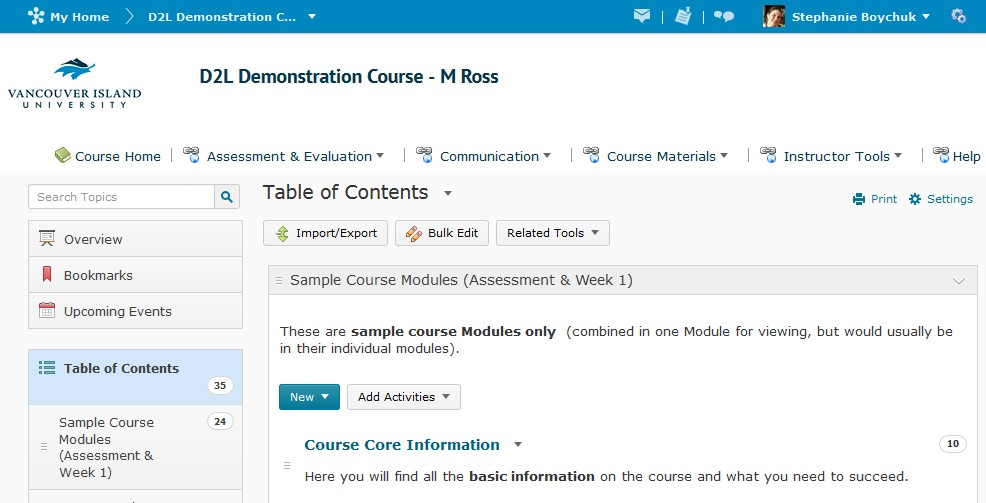 My Home
D2L Demonstration C...
Stephanie Boychuk
VANCOUVER ISLAND
UNIVERSITY
D2L Demonstration Course - M Ross
Course Home
Assessment & Evaluation
Communication
Course Materials
Instructor Tools
Help
Search Topics
Overview
Bookmarks
Upcoming Events
Table of Contents
35
Sample Course
Modules
(Assessment &
Week 1)
24
Table of Contents
Print
Settings
Import/Export
Bulk Edit
Related Tools
Sample Course Modules (Assessment & Week 1)
These are sample course Modules only (combined in one Module for viewing, but would usually be
in their individual modules).
New
Add Activities
Course Core Information
10
Here you will find all the basic information on the course and what you need to succeed.